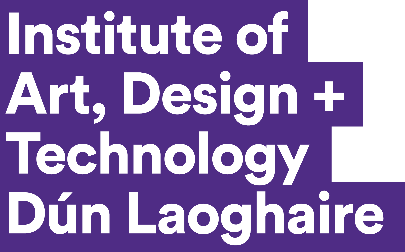 Institute of
Art, Design +
Technology
Dún Laoghaire